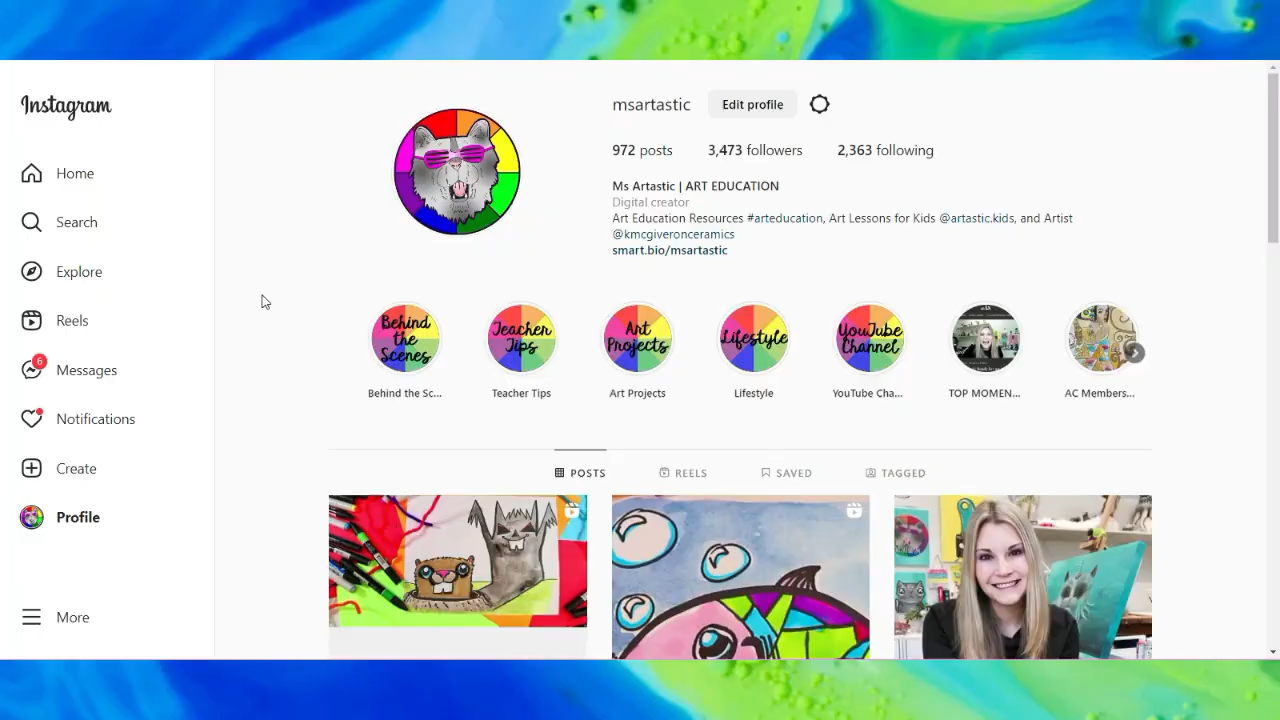 Instagram
Home
Search
Explore
Reels
6
Messages
Notifications
Create
Profile
More
msartastic Edit profile
972 posts 3,473 followers 2,363 following
Ms Artastic | ART EDUCATION
Digital creator
Art Education Resources #arteducation, Art Lessons for Kids @artastic.kids, and Artist
@kmcgiveronceramics
smart.bio/msartastic
Behind
the
Scenes
Teacher
Tips
Art
Projects
Lifestyle
YouTube
Channel
Behind the Sc... Teacher Tips Art Projects Lifestyle YouTube Cha... TOP MOMEN... AC Members...
POSTS REELS SAVED TAGGED